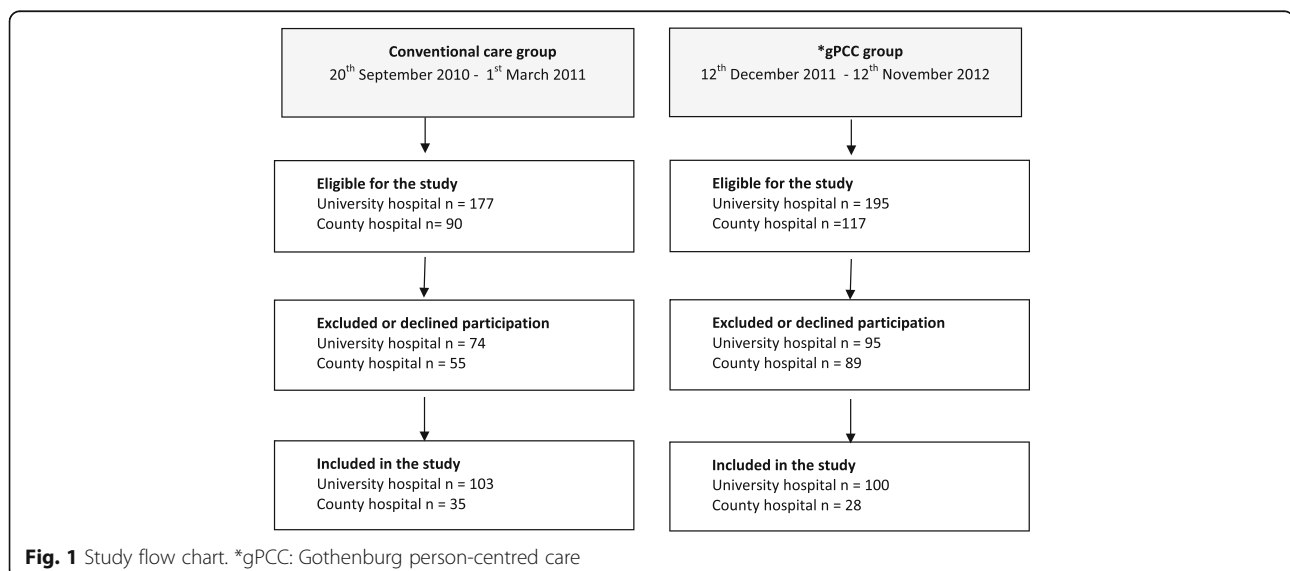 Conventional care group
20th September 2010 - 1st March 2011
Eligible for the study
University hospital n = 177
County hospital n= 90
Excluded or declined participation
University hospital n = 74
County hospital n = 55
Included in the study
University hospital n = 103
County hospital n = 35
*gPCC group
12th December 2011 - 12th November 2012
Eligible for the study
University hospital n = 195
County hospital n =117
Excluded or declined participation
University hospital n = 95
County hospital n = 89
Included in the study
University hospital n = 100
County hospital n = 28
Fig. 1 Study flow chart. *gPCC: Gothenburg person-centred care